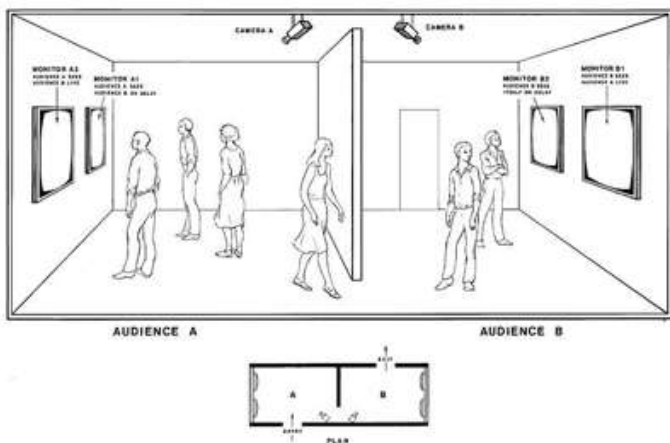 CAMERA A
CAMERA B
MONITOR A2
AUDIENCE A SEES
AUDIENCE B LIVE
MONITOR A1
AUDIENCE A SEES
AUDIENCE B ON DELAY
MONITOR B2
AUDIENCE B SEES
ITSELF ON DELAY
MONITOR B1
AUDIENCE B SEES
AUDIENCE A LIVE
AUDIENCE A
AUDIENCE B
EXIT
A
B
A
A
ENTRY
PLAN